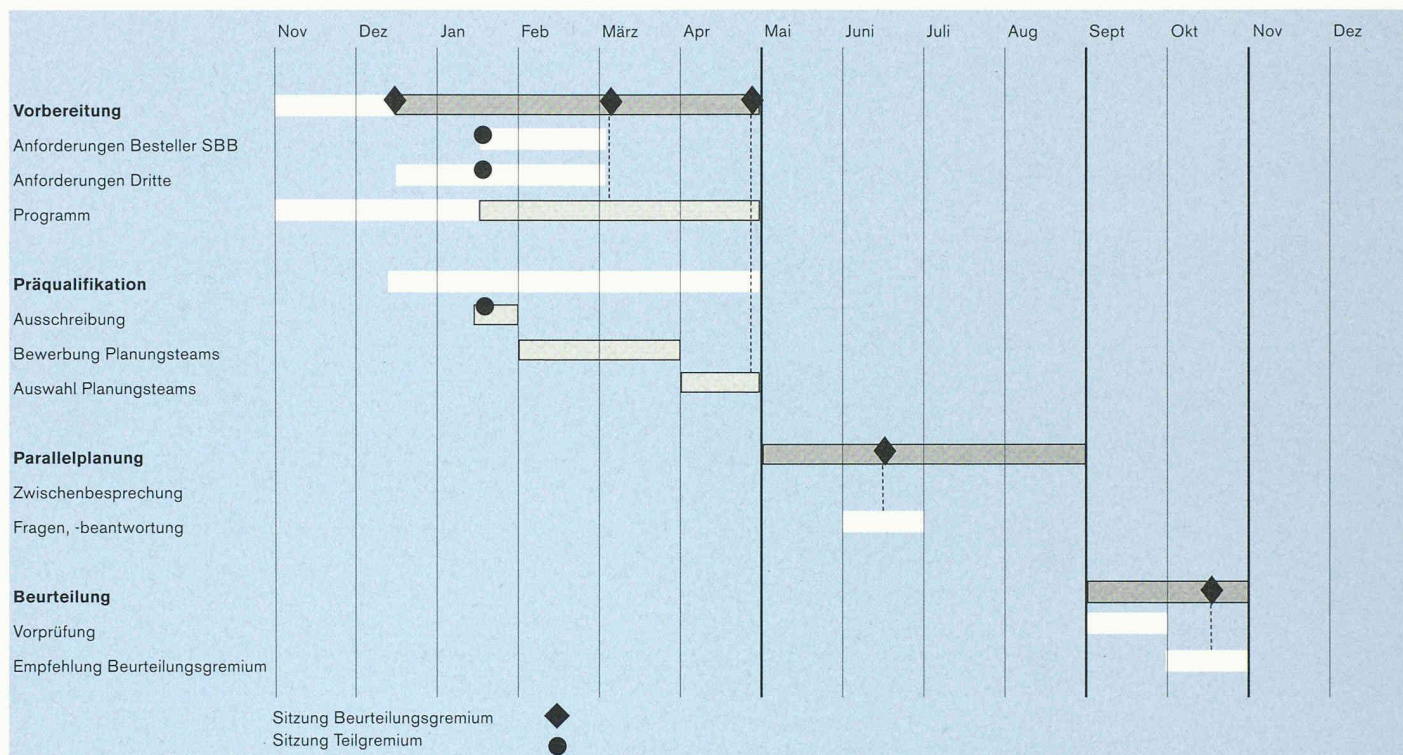 Nov Dez Jan Feb März Apr Mai Juni Juli Aug Sept Okt Nov Dez
Vorbereitung
Anforderungen Besteller SBB
Anforderungen Dritte
Programm
Präqualifikation
Ausschreibung
Bewerbung Planungsteams
Auswahl Planungsteams
Parallelplanung
Zwischenbesprechung
Fragen, -beantwortung
Beurteilung
Vorprüfung
Empfehlung Beurteilungsgremium
Sitzung Beurteilungsgremium
Sitzung Teilgremium